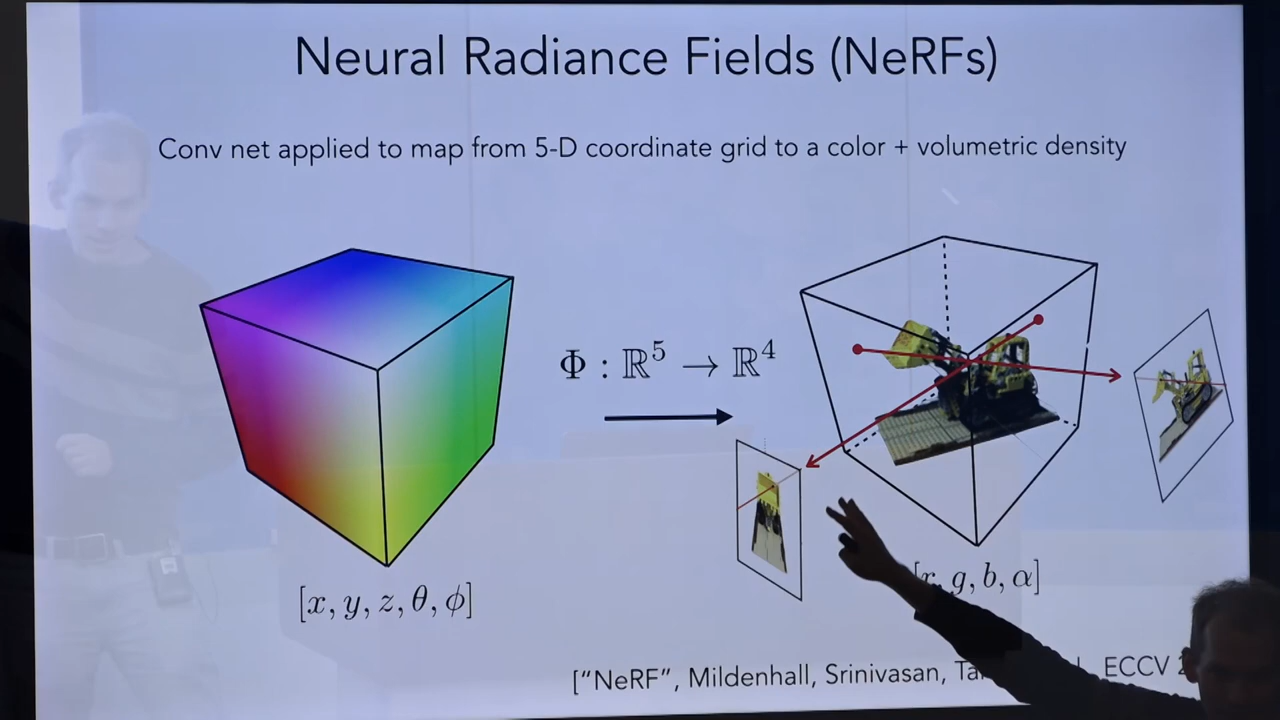 Neural Radiance Fields (NeRFs)
Conv net applied to map from 5-D coordinate grid to a color + volumetric density
Φ : ℝ⁵ → ℝ⁴
[x, y, z, θ, ϕ]
[r, g, b, α]
["NeRF", Mildenhall, Srinivasan, ECCV